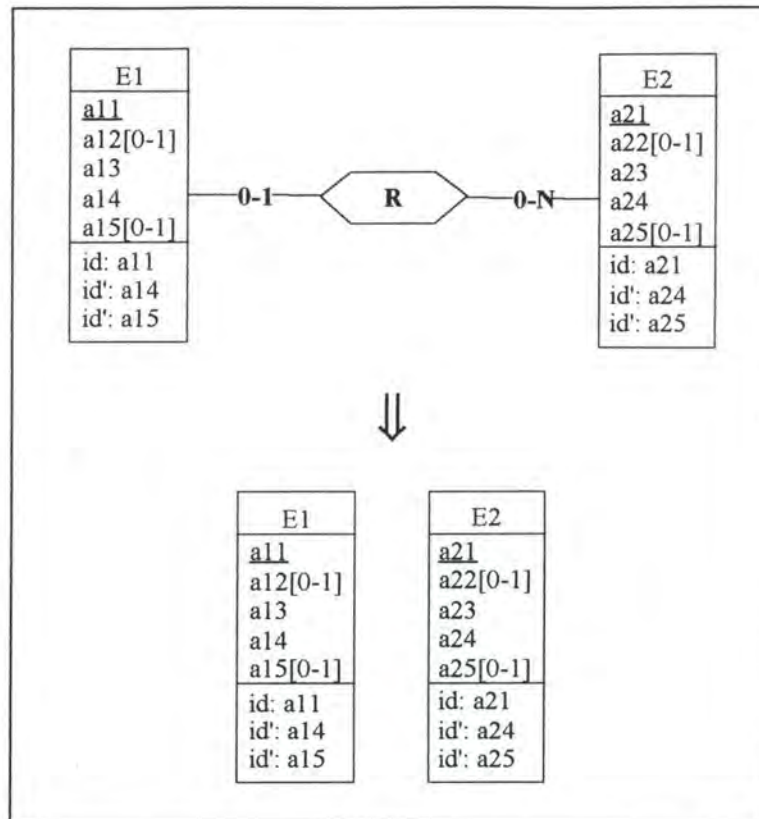 E1
a11
a12[0-1]
a13
a14
a15[0-1]
id: a11
id': a14
id': a15
0-1
R
0-N
E2
a21
a22[0-1]
a23
a24
a25[0-1]
id: a21
id': a24
id': a25
⇓
E1
a11
a12[0-1]
a13
a14
a15[0-1]
id: a11
id': a14
id': a15
E2
a21
a22[0-1]
a23
a24
a25[0-1]
id: a21
id': a24
id': a25